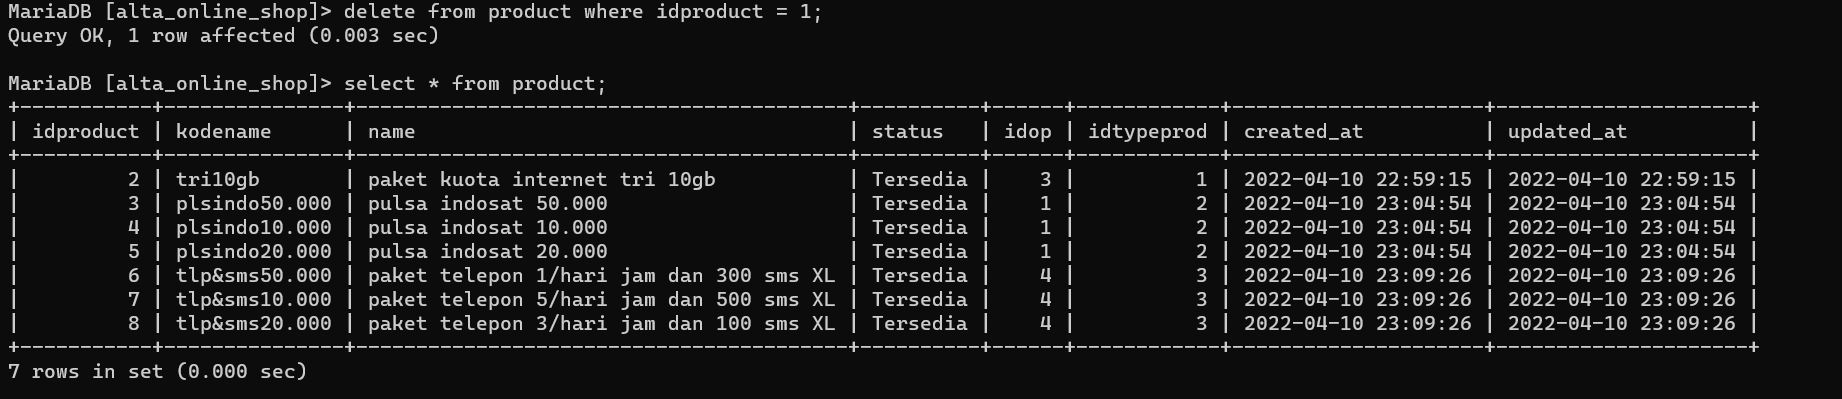 MariaDB [alta_online_shop]> delete from product where idproduct = 1;
Query OK, 1 row affected (0.003 sec)

MariaDB [alta_online_shop]> select * from product;
+-----------+---------------+-----------------------------------------+----------+------+------------+---------------------+---------------------+
| idproduct | kodename      | name                                    | status   | idop | idtypeprod | created_at          | updated_at          |
+-----------+---------------+-----------------------------------------+----------+------+------------+---------------------+---------------------+
|         2 | tri10gb       | paket kuota internet tri 10gb           | Tersedia |    3 |          1 | 2022-04-10 22:59:15 | 2022-04-10 22:59:15 |
|         3 | plsindo50.000 | pulsa indosat 50.000                    | Tersedia |    1 |          2 | 2022-04-10 23:04:54 | 2022-04-10 23:04:54 |
|         4 | plsindo10.000 | pulsa indosat 10.000                    | Tersedia |    1 |          2 | 2022-04-10 23:04:54 | 2022-04-10 23:04:54 |
|         5 | plsindo20.000 | pulsa indosat 20.000                    | Tersedia |    1 |          2 | 2022-04-10 23:04:54 | 2022-04-10 23:04:54 |
|         6 | tlp&sms50.000 | paket telepon 1/hari jam dan 300 sms XL | Tersedia |    4 |          3 | 2022-04-10 23:09:26 | 2022-04-10 23:09:26 |
|         7 | tlp&sms10.000 | paket telepon 5/hari jam dan 500 sms XL | Tersedia |    4 |          3 | 2022-04-10 23:09:26 | 2022-04-10 23:09:26 |
|         8 | tlp&sms20.000 | paket telepon 3/hari jam dan 100 sms XL | Tersedia |    4 |          3 | 2022-04-10 23:09:26 | 2022-04-10 23:09:26 |
+-----------+---------------+-----------------------------------------+----------+------+------------+---------------------+---------------------+
7 rows in set (0.000 sec)